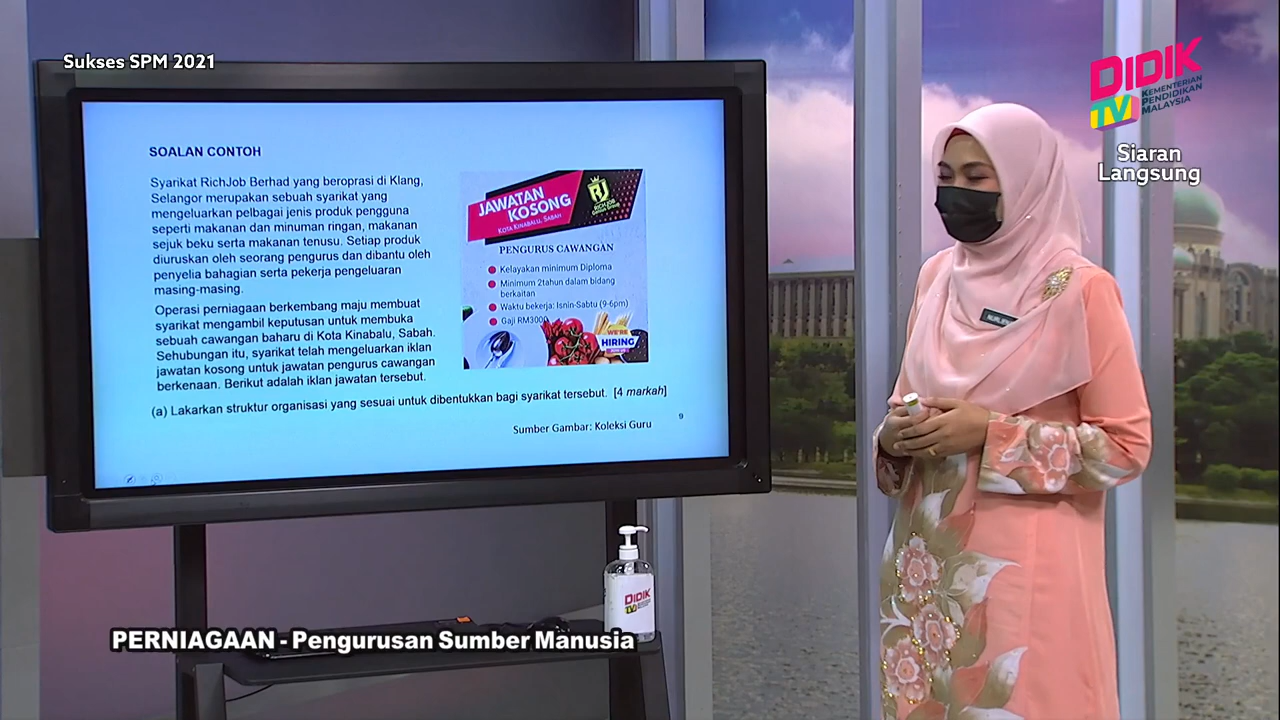 Sukses SPM 2021
DIDIK
TV
KEMENTERIAN
PENDIDIKAN
MALAYSIA
Siaran
Langsung
SOALAN CONTOH
Syarikat RichJob Berhad yang beroprasi di Klang,
Selangor merupakan sebuah syarikat yang
mengeluarkan pelbagai jenis produk pengguna
seperti makanan dan minuman ringan, makanan
sejuk beku serta makanan tenusu. Setiap produk
diuruskan oleh seorang pengurus dan dibantu oleh
penyelia bahagian serta pekerja pengeluaran
masing-masing.
Operasi perniagaan berkembang maju membuat
syarikat mengambil keputusan untuk membuka
sebuah cawangan baharu di Kota Kinabalu, Sabah.
Sehubungan itu, syarikat telah mengeluarkan iklan
jawatan kosong untuk jawatan pengurus cawangan
berkenaan. Berikut adalah iklan jawatan tersebut.
JAWATAN
KOSONG
KOTA KINABALU, SABAH
RJ
RICHJOB
PENGURUS CAWANGAN
Kelayakan minimum Diploma
Minimum 2tahun dalam bidang
berkaitan
Waktu bekerja: Isnin-Sabtu (9-6pm)
Gaji RM3000
WE'RE
HIRING
(a) Lakarkan struktur organisasi yang sesuai untuk dibentukkan bagi syarikat tersebut. [4 markah]
9
Sumber Gambar: Koleksi Guru
DIDIK
TV
PERNIAGAAN - Pengurusan Sumber Manusia